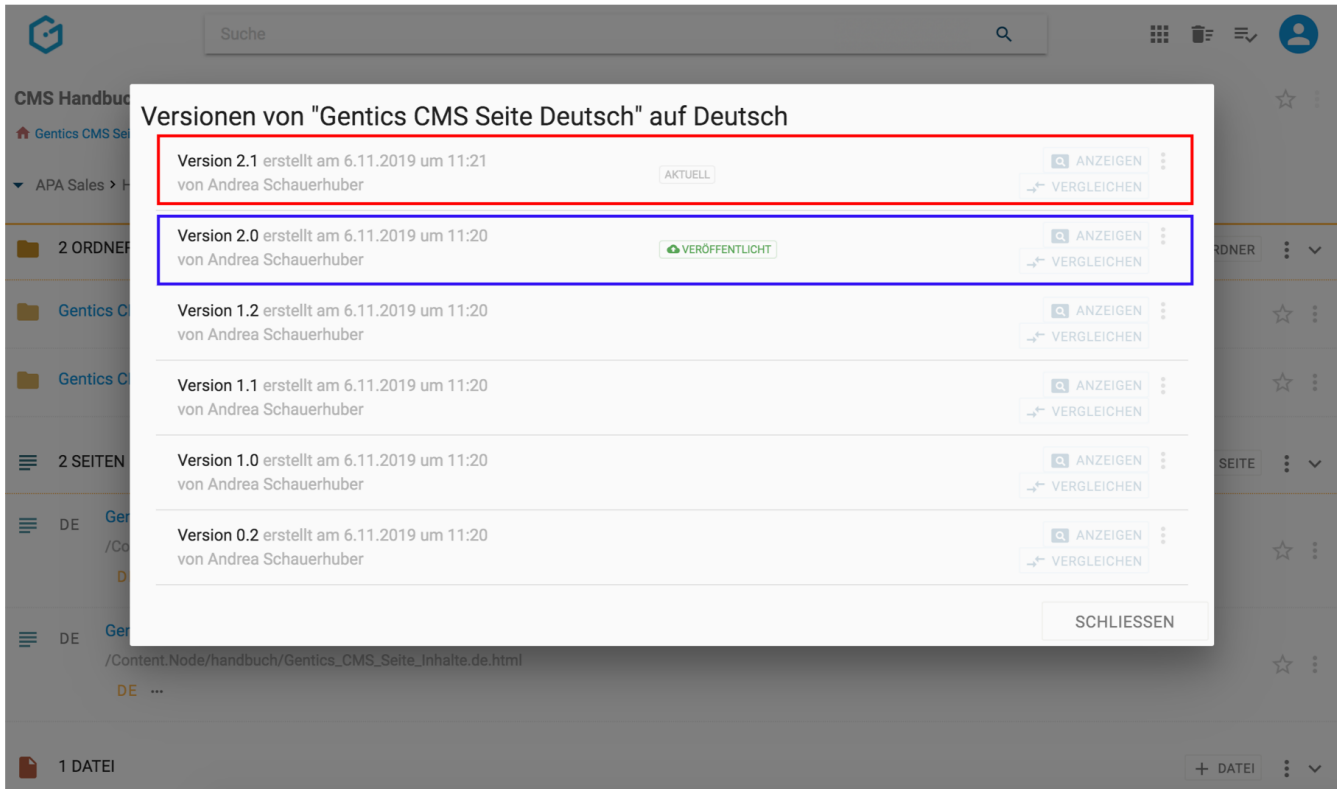 Suche
CMS Handbuc
Gentics CMS Sei
APA Sales > H
Versionen von "Gentics CMS Seite Deutsch" auf Deutsch
Version 2.1 erstellt am 6.11.2019 um 11:21
von Andrea Schauerhuber
AKTUELL
ANZEIGEN
VERGLEICHEN
2 ORDNER
Version 2.0 erstellt am 6.11.2019 um 11:20
von Andrea Schauerhuber
VERÖFFENTLICHT
ANZEIGEN
VERGLEICHEN
RDNER
Gentics C
Version 1.2 erstellt am 6.11.2019 um 11:20
von Andrea Schauerhuber
ANZEIGEN
VERGLEICHEN
Gentics C
Version 1.1 erstellt am 6.11.2019 um 11:20
von Andrea Schauerhuber
ANZEIGEN
VERGLEICHEN
2 SEITEN
Version 1.0 erstellt am 6.11.2019 um 11:20
von Andrea Schauerhuber
ANZEIGEN
VERGLEICHEN
SEITE
DE
Ger
/Co
D
Version 0.2 erstellt am 6.11.2019 um 11:20
von Andrea Schauerhuber
ANZEIGEN
VERGLEICHEN
SCHLIESSEN
DE
Ger
/Content.Node/handbuch/Gentics_CMS_Seite_Inhalte.de.html
DE ...
1 DATEI
+ DATEI